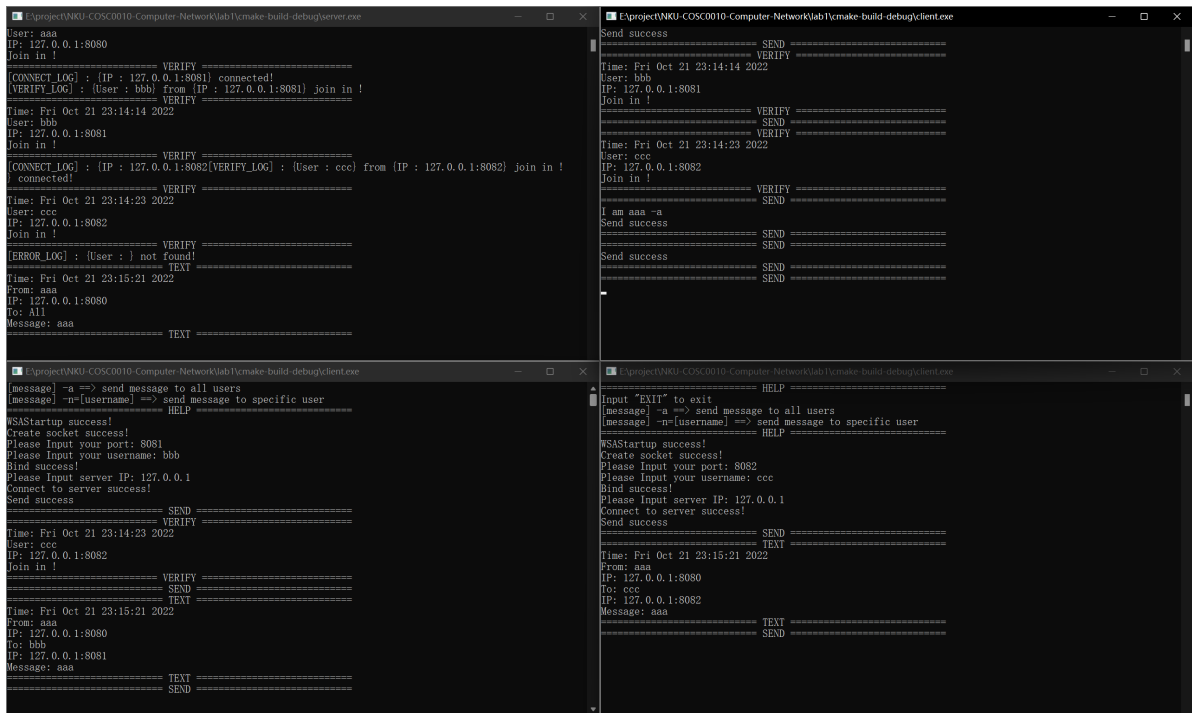 E:\project\NKU-COSC0010-Computer-Network\lab1\cmake-build-debug\server.exe
User: aaa
IP: 127.0.0.1:8080
Join in !
=========================== VERIFY ===========================
[CONNECT_LOG] : {IP : 127.0.0.1:8081} connected!
[VERIFY_LOG] : {User : bbb} from {IP : 127.0.0.1:8081} join in !
=========================== VERIFY ===========================
Time: Fri Oct 21 23:14:14 2022
User: bbb
IP: 127.0.0.1:8081
Join in !
=========================== VERIFY ===========================
[CONNECT_LOG] : {IP : 127.0.0.1:8082[VERIFY_LOG] : {User : ccc} from {IP : 127.0.0.1:8082} join in !
} connected!
=========================== VERIFY ===========================
Time: Fri Oct 21 23:14:23 2022
User: ccc
IP: 127.0.0.1:8082
Join in !
=========================== VERIFY ===========================
[ERROR_LOG] : {User : } not found!
============================ TEXT ============================
Time: Fri Oct 21 23:15:21 2022
From: aaa
IP: 127.0.0.1:8080
To: All
Message: aaa
============================ TEXT ============================
E:\project\NKU-COSC0010-Computer-Network\lab1\cmake-build-debug\client.exe
Send success
============================ SEND ============================
=========================== VERIFY ===========================
Time: Fri Oct 21 23:14:14 2022
User: bbb
IP: 127.0.0.1:8081
Join in !
=========================== VERIFY ===========================
============================ SEND ============================
=========================== VERIFY ===========================
Time: Fri Oct 21 23:14:23 2022
User: ccc
IP: 127.0.0.1:8082
Join in !
=========================== VERIFY ===========================
============================ SEND ============================
I am aaa -a
Send success
============================ SEND ============================
============================ SEND ============================
Send success
============================ SEND ============================
============================ SEND ============================
E:\project\NKU-COSC0010-Computer-Network\lab1\cmake-build-debug\client.exe
[message] -a ==> send message to all users
[message] -n=[username] ==> send message to specific user
============================ HELP ============================
WSAStartup success!
Create socket success!
Please Input your port: 8081
Please Input your username: bbb
Bind success!
Please Input server IP: 127.0.0.1
Connect to server success!
Send success
============================ SEND ============================
=========================== VERIFY ===========================
Time: Fri Oct 21 23:14:23 2022
User: ccc
IP: 127.0.0.1:8082
Join in !
=========================== VERIFY ===========================
============================ SEND ============================
============================ TEXT ============================
Time: Fri Oct 21 23:15:21 2022
From: aaa
IP: 127.0.0.1:8080
To: bbb
IP: 127.0.0.1:8081
Message: aaa
============================ TEXT ============================
============================ SEND ============================
E:\project\NKU-COSC0010-Computer-Network\lab1\cmake-build-debug\client.exe
============================ HELP ============================
Input "EXIT" to exit
[message] -a ==> send message to all users
[message] -n=[username] ==> send message to specific user
============================ HELP ============================
WSAStartup success!
Create socket success!
Please Input your port: 8082
Please Input your username: ccc
Bind success!
Please Input server IP: 127.0.0.1
Connect to server success!
Send success
============================ SEND ============================
============================ TEXT ============================
Time: Fri Oct 21 23:15:21 2022
From: aaa
IP: 127.0.0.1:8080
To: ccc
IP: 127.0.0.1:8082
Message: aaa
============================ TEXT ============================
============================ SEND ============================